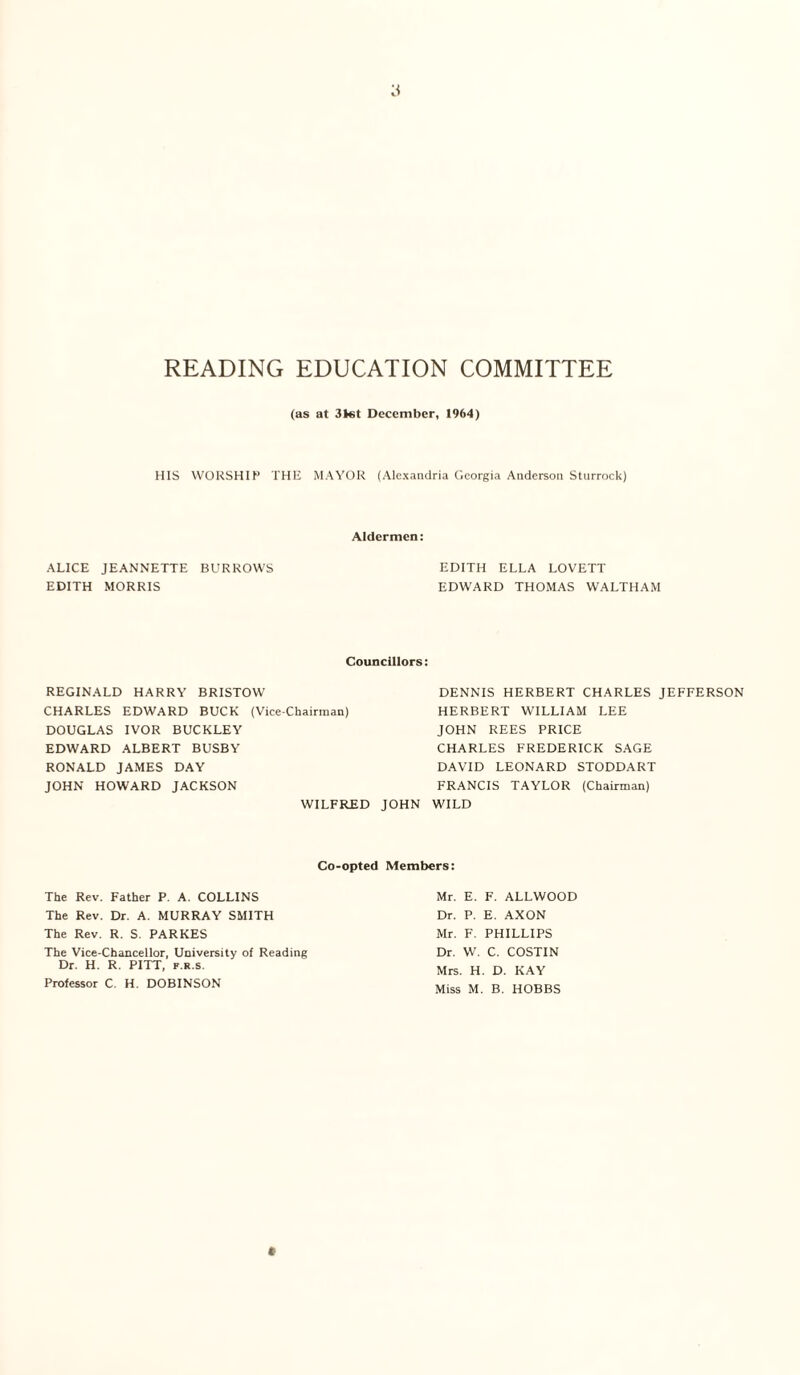 3
READING EDUCATION COMMITTEE
(as at 31st December, 1964)
HIS WORSHIP THE MAYOR (Alexandria Georgia Anderson Sturrock)
Aldermen:
ALICE JEANNETTE BURROWS
EDITH MORRIS
EDITH ELLA LOVETT
EDWARD THOMAS WALTHAM
Councillors:
REGINALD HARRY BRISTOW
CHARLES EDWARD BUCK (Vice-Chairman)
DOUGLAS IVOR BUCKLEY
EDWARD ALBERT BUSBY
RONALD JAMES DAY
JOHN HOWARD JACKSON
DENNIS HERBERT CHARLES JEFFERSON
HERBERT WILLIAM LEE
JOHN REES PRICE
CHARLES FREDERICK SAGE
DAVID LEONARD STODDART
FRANCIS TAYLOR (Chairman)
WILFRED JOHN WILD
Co-opted Members:
The Rev. Father P. A. COLLINS
The Rev. Dr. A. MURRAY SMITH
The Rev. R. S. PARKES
The Vice-Chancellor, University of Reading
Dr. H. R. PITT, F.R.S.
Professor C. H. DOBINSON
Mr. E. F. ALLWOOD
Dr. P. E. AXON
Mr. F. PHILLIPS
Dr. W. C. COSTIN
Mrs. H. D. KAY
Miss M. B. HOBBS